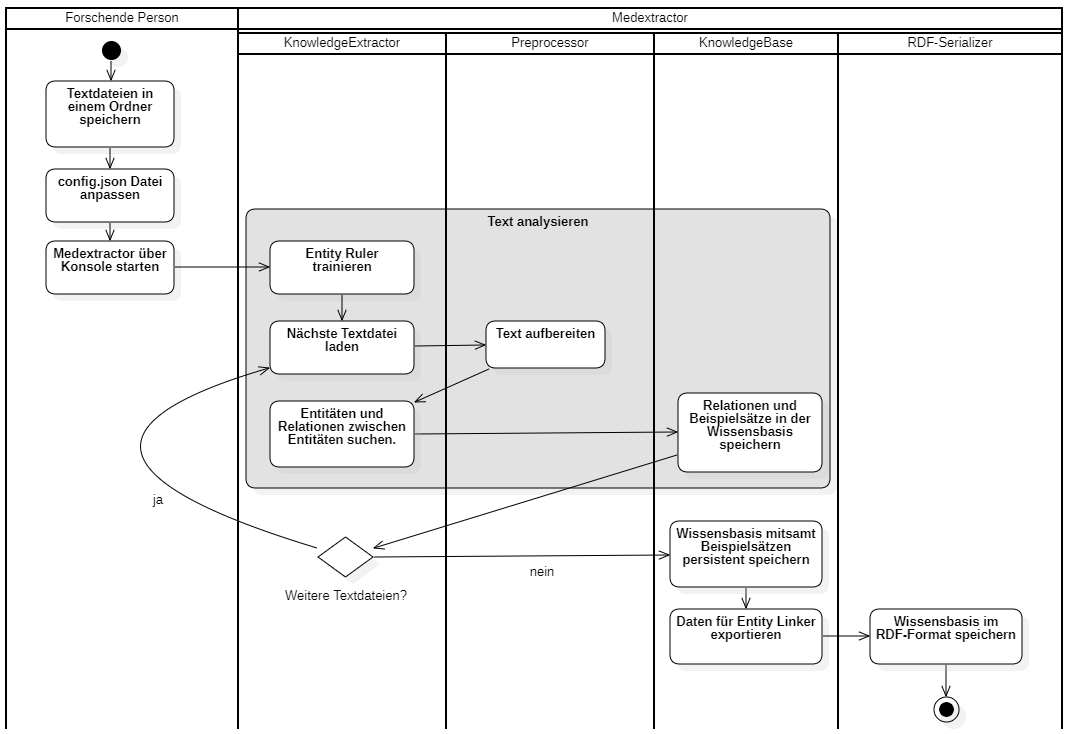 Forschende Person
Medextractor
KnowledgeExtractor
Preprocessor
KnowledgeBase
RDF-Serializer
Textdateien in
einem Ordner
speichern
config.json Datei
anpassen
Medextractor über
Konsole starten
Text analysieren
Entity Ruler
trainieren
Nächste Textdatei
laden
Text aufbereiten
Entitäten und
Relationen zwischen
Entitäten suchen.
Relationen und
Beispielsätze in der
Wissensbasis
speichern
ja
Weitere Textdateien?
nein
Wissensbasis mitsamt
Beispielsätzen
persistent speichern
Daten für Entity Linker
exportieren
Wissensbasis im
RDF-Format speichern